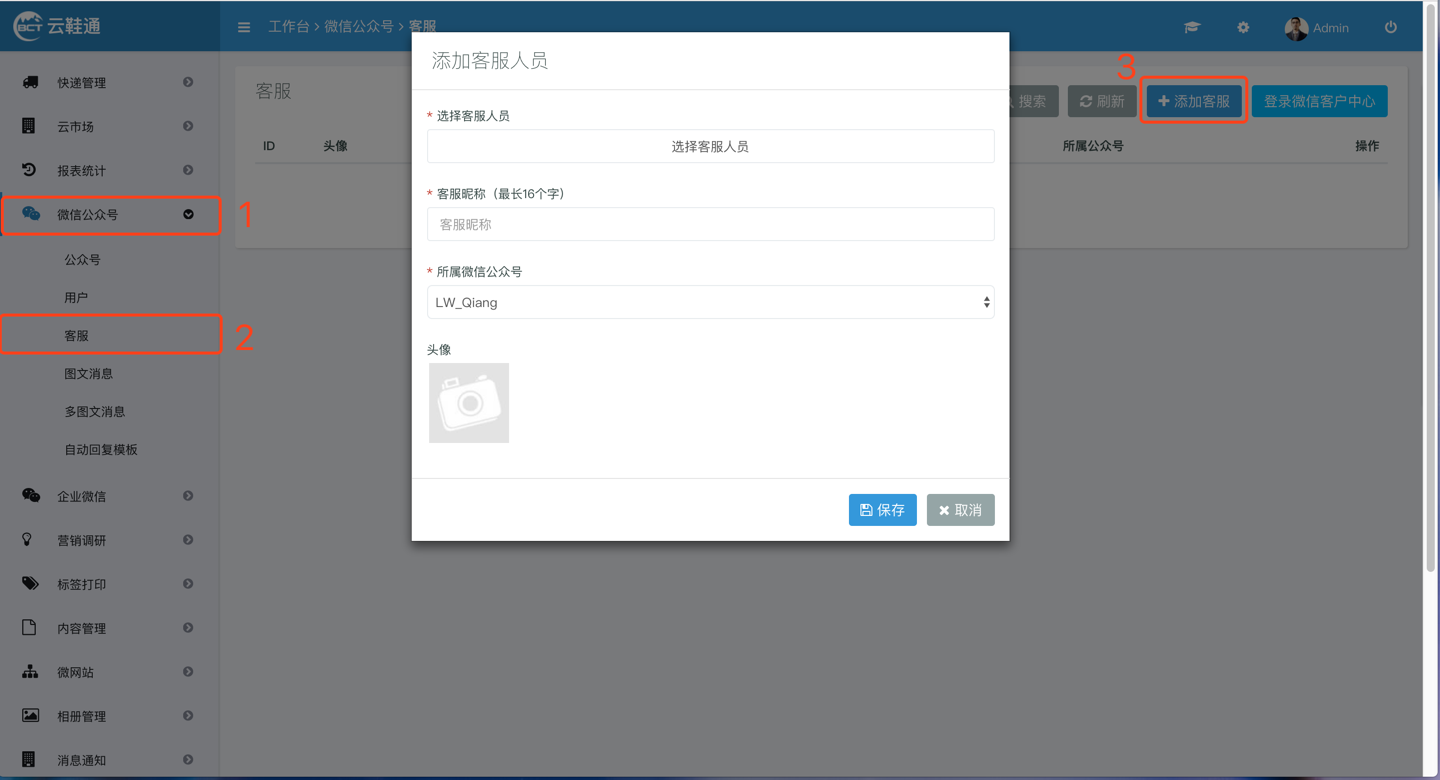 BCT 云鞋通
工作台 > 微信公众号 > 客服
Admin
快递管理
云市场
报表统计
微信公众号
1
公众号
用户
客服
2
图文消息
多图文消息
自动回复模板
企业微信
营销调研
标签打印
内容管理
微网站
相册管理
消息通知
客服
搜索
刷新
3
添加客服
登录微信客户中心
ID
头像
所属公众号
操作
添加客服人员
* 选择客服人员
选择客服人员
* 客服昵称（最长16个字）
客服昵称
* 所属微信公众号
LW_Qiang
头像
保存
取消